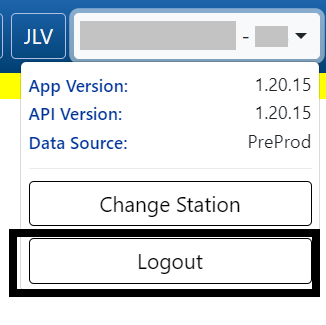 JLV
-
App Version: 1.20.15
API Version: 1.20.15
Data Source: PreProd
Change Station
Logout